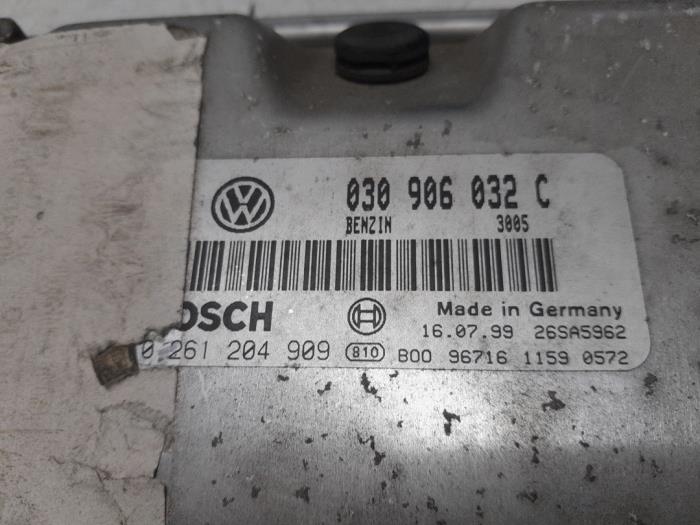 030 906 032 C
BENZIN 3005
OSCH
Made in Germany
16.07.99 26SA5962
0 261 204 909 810 B00 96716 1159 0572